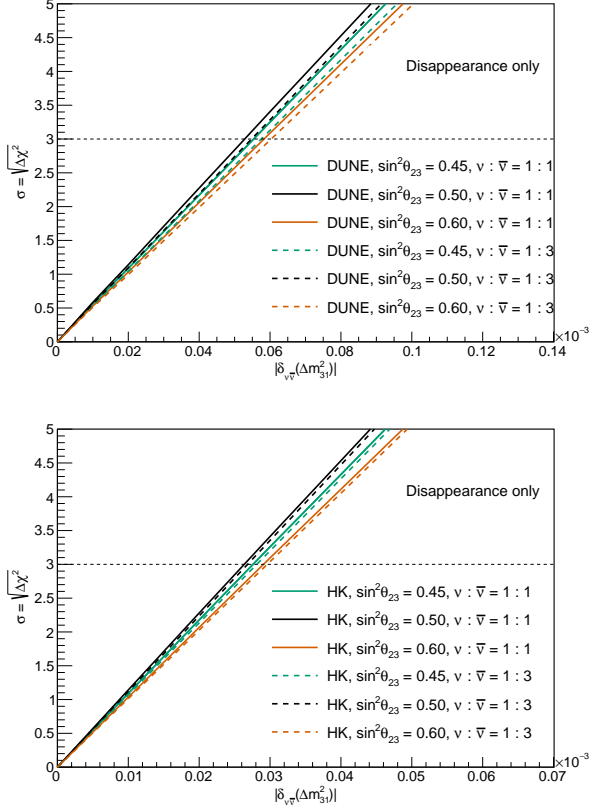 5
4.5
4
3.5
3
2.5
2
1.5
1
0.5
0
σ = √Δχ²
Disappearance only
DUNE, sin²θ₂₃ = 0.45, ν : ν̅ = 1 : 1
DUNE, sin²θ₂₃ = 0.50, ν : ν̅ = 1 : 1
DUNE, sin²θ₂₃ = 0.60, ν : ν̅ = 1 : 1
DUNE, sin²θ₂₃ = 0.45, ν : ν̅ = 1 : 3
DUNE, sin²θ₂₃ = 0.50, ν : ν̅ = 1 : 3
DUNE, sin²θ₂₃ = 0.60, ν : ν̅ = 1 : 3
0 0.02 0.04 0.06 0.08 0.1 0.12 0.14
×10⁻³
|δ_νν̅(Δm²₃₁)|
5
4.5
4
3.5
3
2.5
2
1.5
1
0.5
0
σ = √Δχ²
Disappearance only
HK, sin²θ₂₃ = 0.45, ν : ν̅ = 1 : 1
HK, sin²θ₂₃ = 0.50, ν : ν̅ = 1 : 1
HK, sin²θ₂₃ = 0.60, ν : ν̅ = 1 : 1
HK, sin²θ₂₃ = 0.45, ν : ν̅ = 1 : 3
HK, sin²θ₂₃ = 0.50, ν : ν̅ = 1 : 3
HK, sin²θ₂₃ = 0.60, ν : ν̅ = 1 : 3
0 0.01 0.02 0.03 0.04 0.05 0.06 0.07
×10⁻³
|δ_νν̅(Δm²₃₁)|